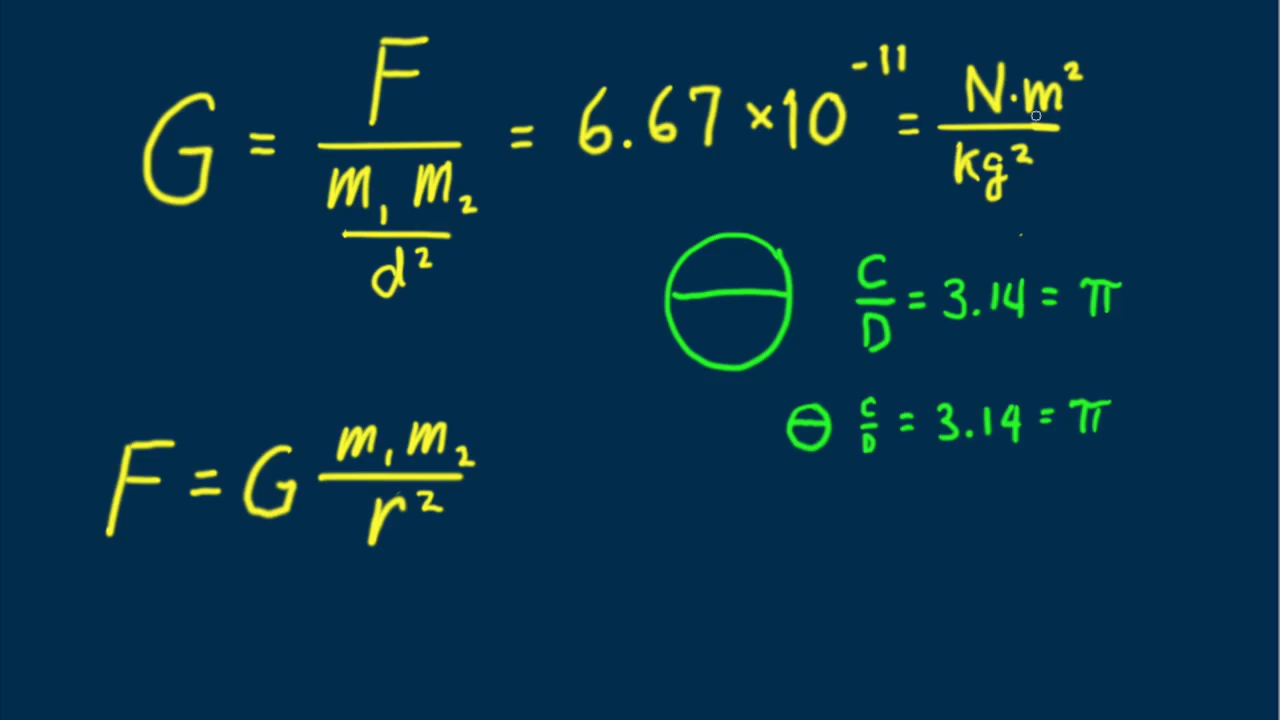 G = F / (m₁ m₂ / d²) = 6.67 × 10⁻¹¹ = N·m² / kg²
C / D = 3.14 = π
C / D = 3.14 = π
F = G m₁ m₂ / r²